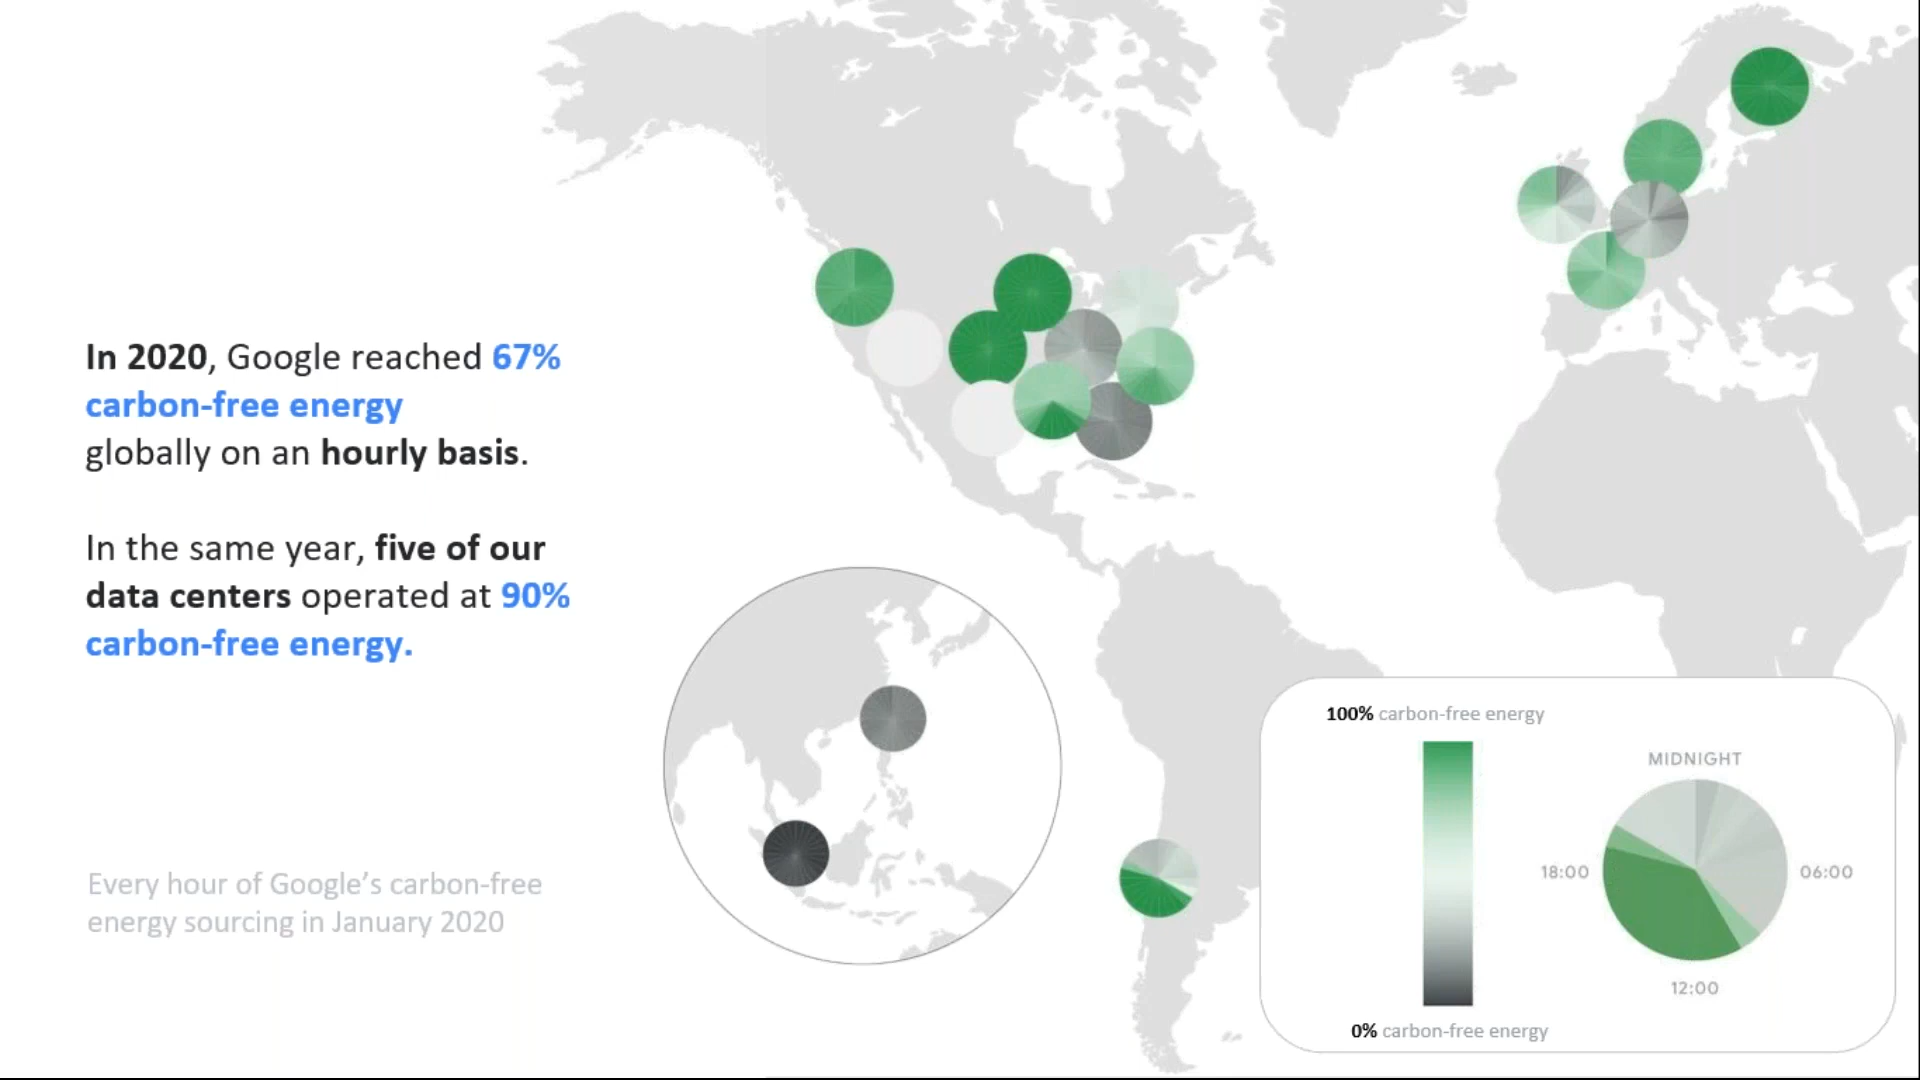 In 2020, Google reached 67%
carbon-free energy
globally on an hourly basis.
In the same year, five of our
data centers operated at 90%
carbon-free energy.
Every hour of Google’s carbon-free
energy sourcing in January 2020
100% carbon-free energy
0% carbon-free energy
MIDNIGHT
18:00
06:00
12:00